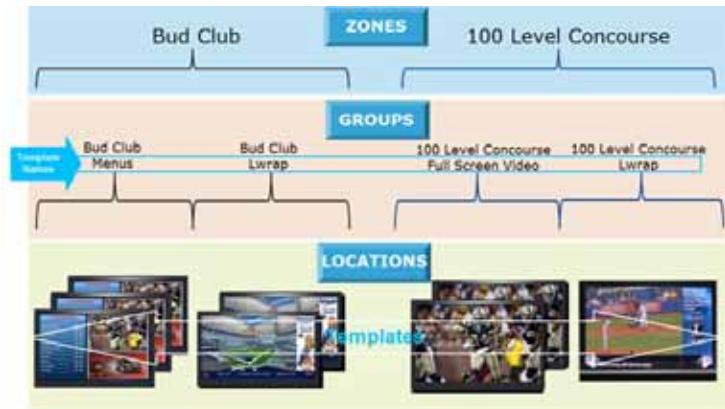 ZONES
Bud Club
100 Level Concourse
GROUPS
Template
Names
Bud Club
Menus
Bud Club
Lwrap
100 Level Concourse
Full Screen Video
100 Level Concourse
Lwrap
LOCATIONS
Templates